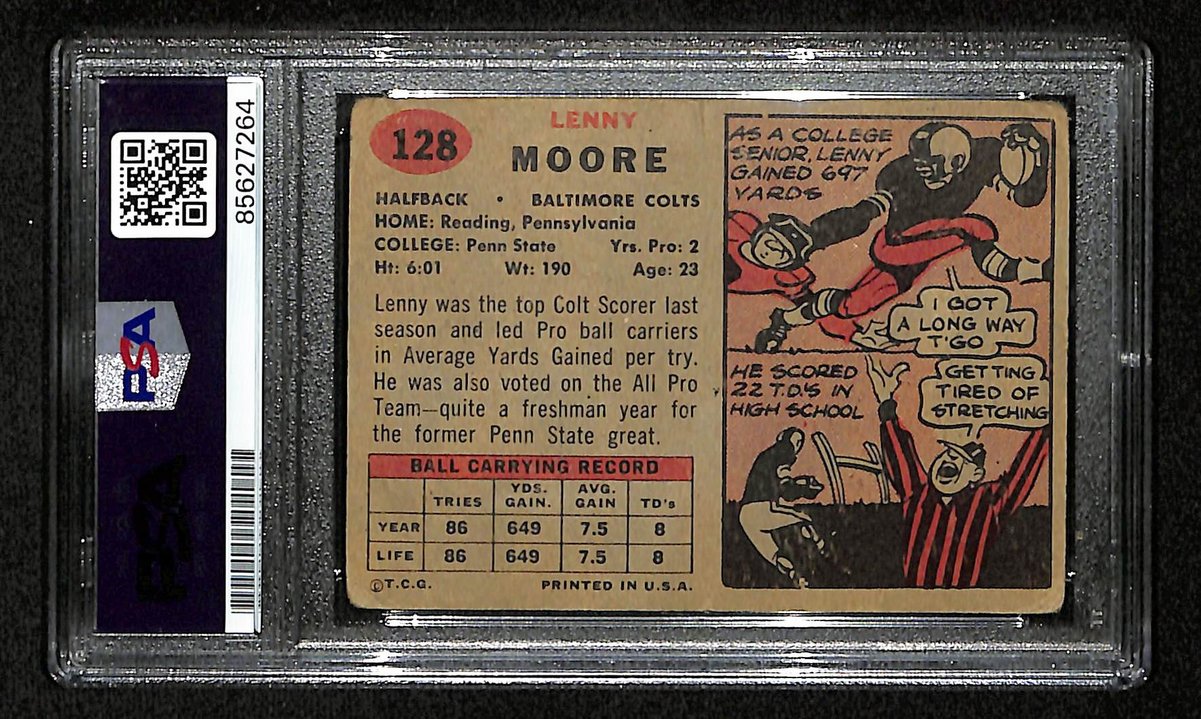 85627264
PSA
PSA
128
LENNY
MOORE
HALFBACK • BALTIMORE COLTS
HOME: Reading, Pennsylvania
COLLEGE: Penn State Yrs. Pro: 2
Ht: 6:01 Wt: 190 Age: 23
Lenny was the top Colt Scorer last
season and led Pro ball carriers
in Average Yards Gained per try.
He was also voted on the All Pro
Team—quite a freshman year for
the former Penn State great.
BALL CARRYING RECORD
TRIES YDS. GAIN. AVG. GAIN TD's
YEAR 86 649 7.5 8
LIFE 86 649 7.5 8
©T.C.G. PRINTED IN U.S.A.
AS A COLLEGE
SENIOR, LENNY
GAINED 697
YARDS
I GOT
A LONG WAY
T'GO
HE SCORED
22 T.D.'S IN
HIGH SCHOOL
GETTING
TIRED OF
STRETCHING